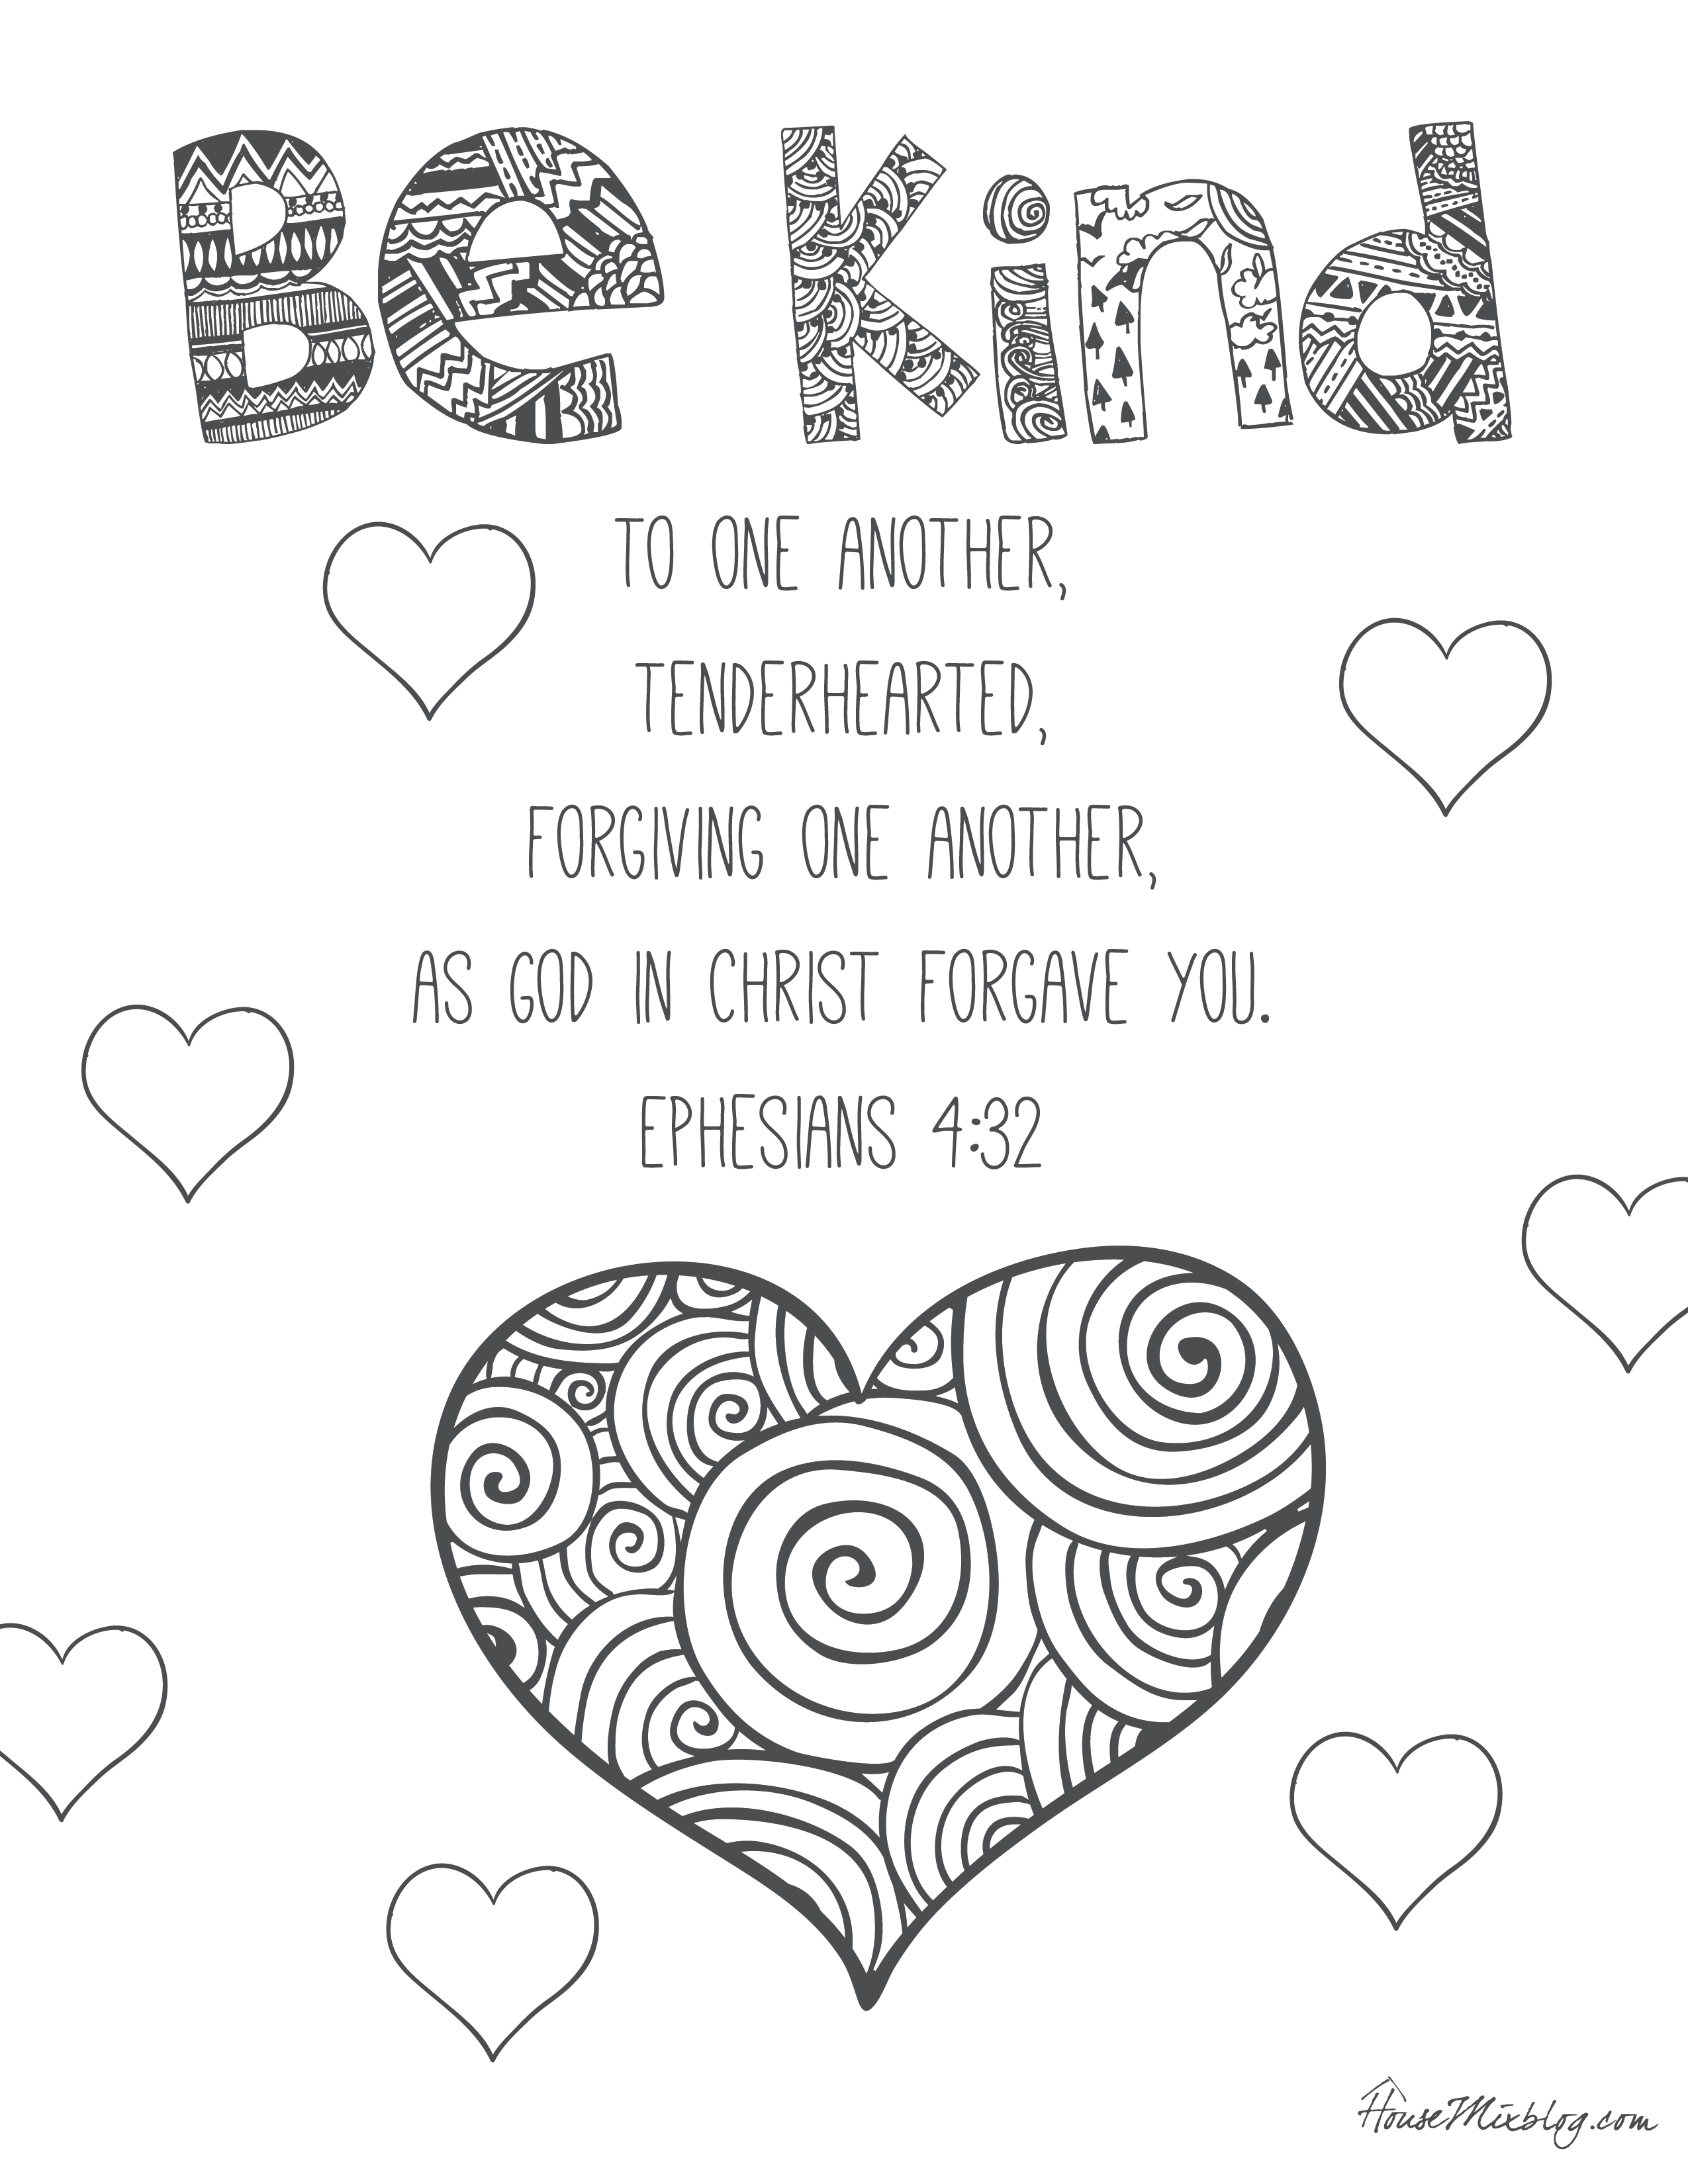 Be Kind
TO ONE ANOTHER,
TENDERHEARTED,
FORGIVING ONE ANOTHER,
AS GOD IN CHRIST FORGAVE YOU.
EPHESIANS 4:32
HouseMixblog.com